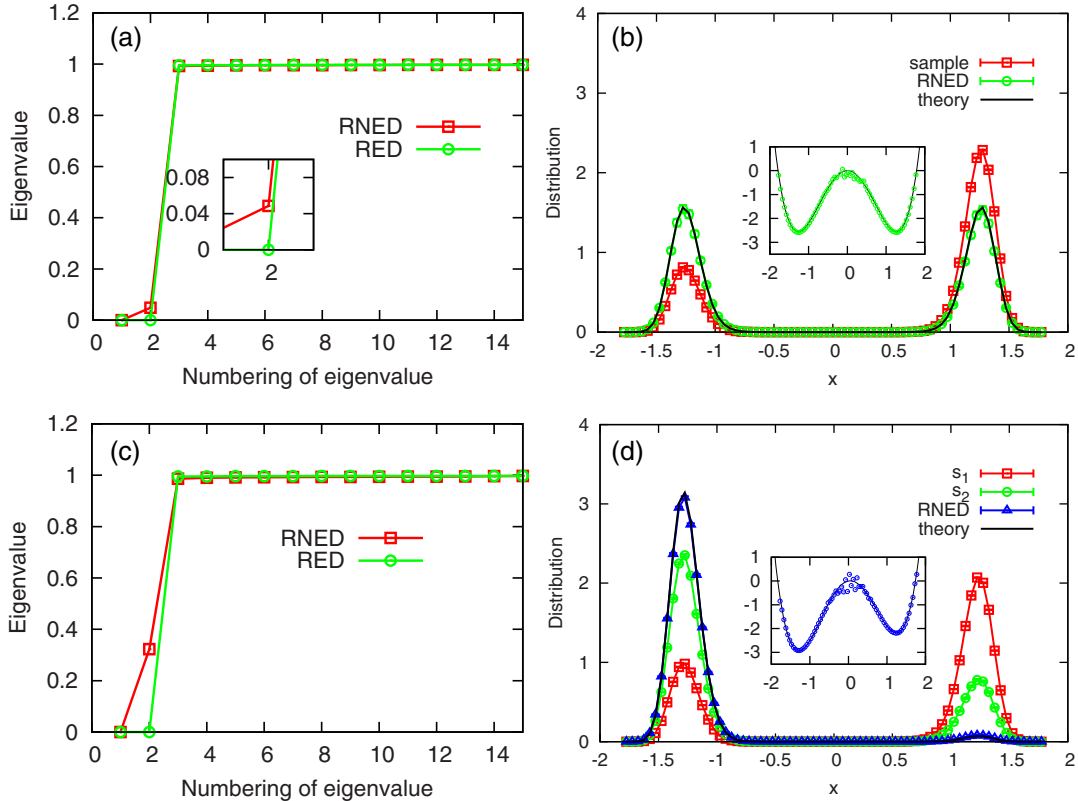 (a)
Eigenvalue
1.2
1
0.8
0.6
0.4
0.2
0
RNED
RED
0.08
0.04
0
2
0 2 4 6 8 10 12 14
Numbering of eigenvalue
(b)
Distribution
4
3
2
1
0
sample
RNED
theory
1
0
-1
-2
-3
-2 -1 0 1 2
-2 -1.5 -1 -0.5 0 0.5 1 1.5 2
x
(c)
Eigenvalue
1.2
1
0.8
0.6
0.4
0.2
0
RNED
RED
0 2 4 6 8 10 12 14
Numbering of eigenvalue
(d)
Distribution
4
3
2
1
0
s1
s2
RNED
theory
1
0
-1
-2
-3
-2 -1 0 1 2
-2 -1.5 -1 -0.5 0 0.5 1 1.5 2
x